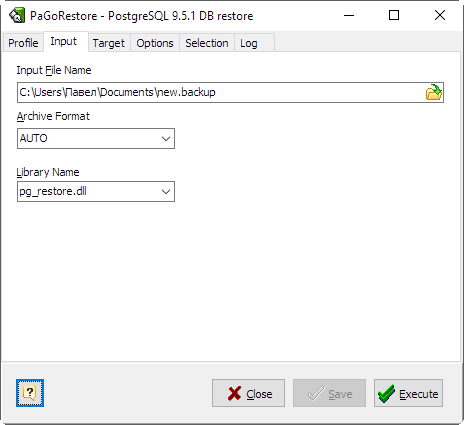 PaGoRestore - PostgreSQL 9.5.1 DB restore
Profile Input Target Options Selection Log
Input File Name
C:\Users\Павел\Documents\new.backup
Archive Format
AUTO
Library Name
pg_restore.dll
? Close Save Execute